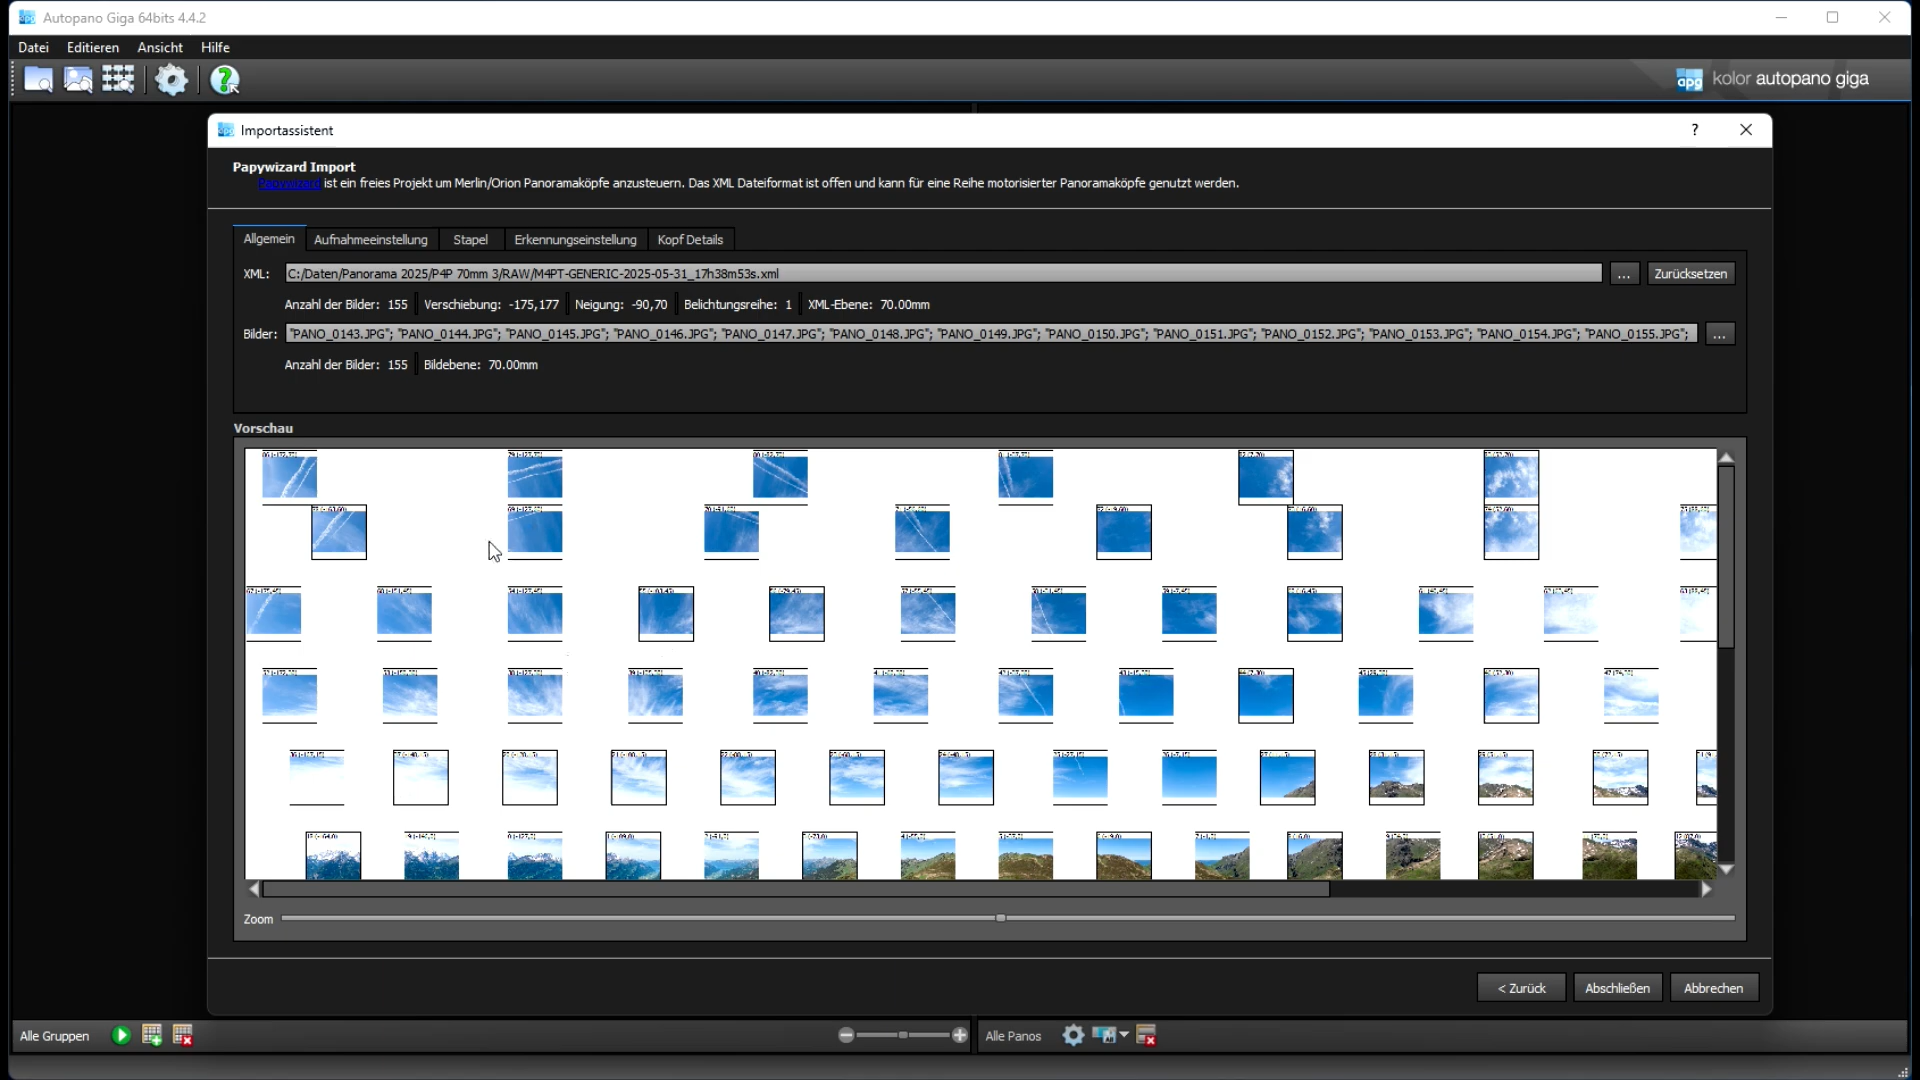 Autopano Giga 64bits 4.4.2
Datei Editieren Ansicht Hilfe
apg kolor autopano giga
Importassistent
Papywizard Import
Papywizard ist ein freies Projekt um Merlin/Orion Panoramaköpfe anzusteuern. Das XML Dateiformat ist offen und kann für eine Reihe motorisierter Panoramaköpfe genutzt werden.
Allgemein Aufnahmeeinstellung Stapel Erkennungseinstellung Kopf Details
XML: C:/Daten/Panorama 2025/P4P 70mm 3/RAW/M4PT-GENERIC-2025-05-31_17h38m53s.xml ... Zurücksetzen
Anzahl der Bilder: 155 Verschiebung: -175,177 Neigung: -90,70 Belichtungsreihe: 1 XML-Ebene: 70.00mm
Bilder: "PANO_0143.JPG"; "PANO_0144.JPG"; "PANO_0145.JPG"; "PANO_0146.JPG"; "PANO_0147.JPG"; "PANO_0148.JPG"; "PANO_0149.JPG"; "PANO_0150.JPG"; "PANO_0151.JPG"; "PANO_0152.JPG"; "PANO_0153.JPG"; "PANO_0154.JPG"; "PANO_0155.JPG"; ...
Anzahl der Bilder: 155 Bildebene: 70.00mm
Vorschau
Zoom
< Zurück Abschließen Abbrechen
Alle Gruppen Alle Panos